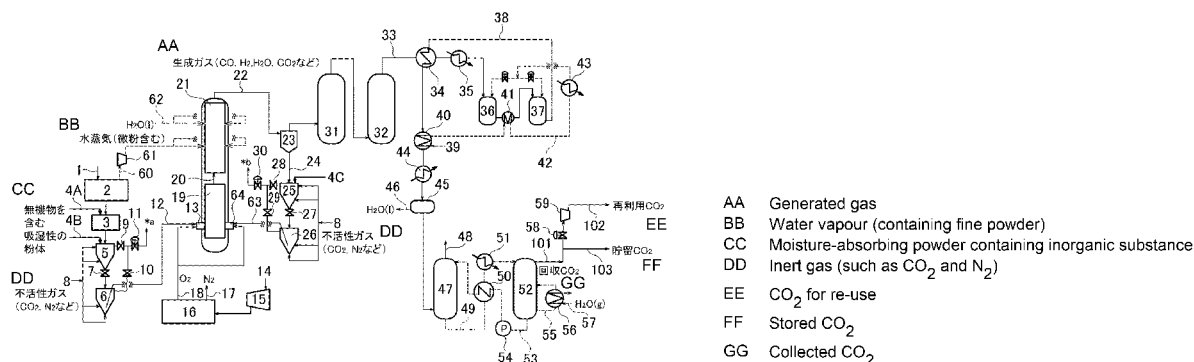 AA
生成ガス(CO, H₂,H₂O, CO₂など)
33
38
22
21
62
H₂O(l)
BB
水蒸気(微粉含む)
61
60
1
2
CC
4A
無機物を
含む
4B
吸湿性の
粉体
3
5
7
9
11
*a
10
6
8
DD
不活性ガス
(CO₂, N₂など)
12
13
19
20
64
63
O₂
N₂
18
17
16
14
15
23
24
30
*b
28
29
25
4C
27
26
8
DD
不活性ガス
(CO₂, N₂など)
31
32
34
35
36
41
37
43
40
39
42
44
45
46
H₂O(l)
47
48
49
50
51
52
P
54
53
55
56
57
H₂O(g)
回収CO₂
GG
58
59
101
102
再利用CO₂
EE
103
貯留CO₂
FF
AA Generated gas
BB Water vapour (containing fine powder)
CC Moisture-absorbing powder containing inorganic substance
DD Inert gas (such as CO₂ and N₂)
EE CO₂ for re-use
FF Stored CO₂
GG Collected CO₂